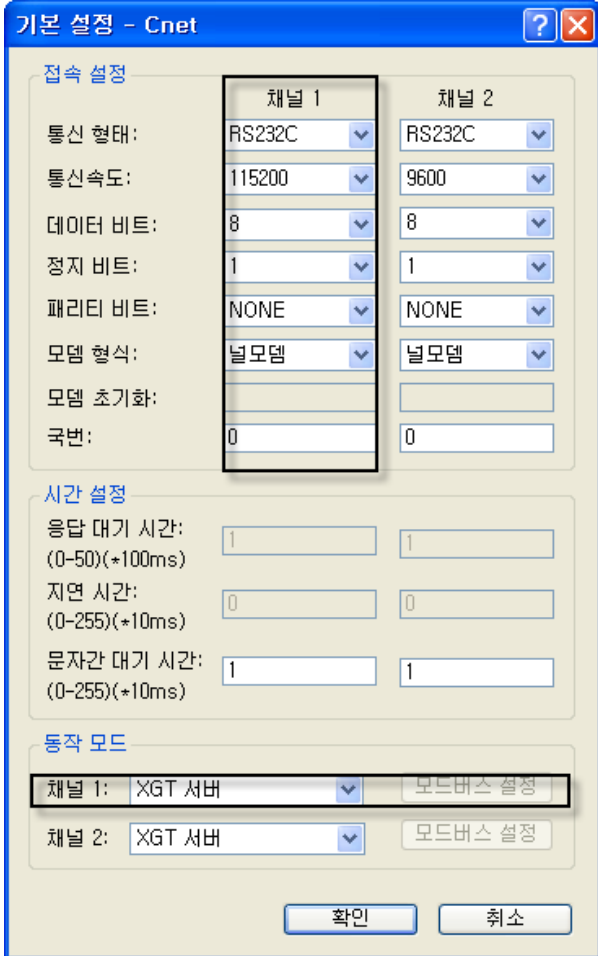 기본 설정 - Cnet
접속 설정
채널 1 채널 2
통신 형태: RS232C RS232C
통신속도: 115200 9600
데이터 비트: 8 8
정지 비트: 1 1
패리티 비트: NONE NONE
모뎀 형식: 널모뎀 널모뎀
모뎀 초기화:
국번: 0 0
시간 설정
응답 대기 시간: 1 1
(0-50)(*100ms)
지연 시간: 0 0
(0-255)(*10ms)
문자간 대기 시간: 1 1
(0-255)(*10ms)
동작 모드
채널 1: XGT 서버 모드버스 설정
채널 2: XGT 서버 모드버스 설정
확인 취소